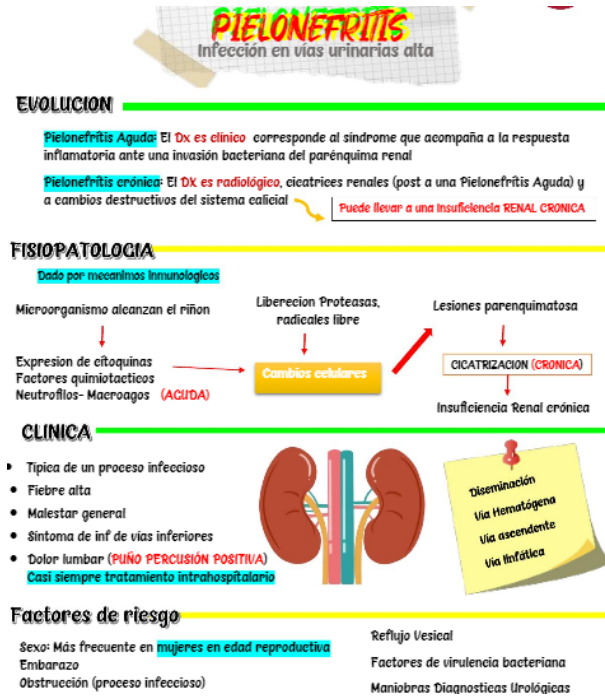 PIELONEFRITIS
Infección en vías urinarias alta
EVOLUCION
Pielonefritis Aguda: El Dx es clínico corresponde al síndrome que acompaña a la respuesta
inflamatoria ante una invasión bacteriana del parénquima renal
Pielonefritis crónica: El DX es radiológico, cicatrices renales (post a una Pielonefritis Aguda) y
a cambios destructivos del sistema calicial
Puede llevar a una Insuficiencia RENAL CRONICA
FISIOPATOLOGIA
Dado por mecanimos Inmunologicos
Microorganismo alcanzan el riñon
Expresion de citoquinas
Factores quimiotacticos
Neutrofilos- Macroagos (AGUDA)
Liberecion Proteasas,
radicales libre
Cambios celulares
Lesiones parenquimatosa
CICATRIZACION (CRONICA)
Insuficiencia Renal crónica
CLINICA
Típica de un proceso infeccioso
Fiebre alta
Malestar general
Sintoma de inf de vias inferiores
Dolor lumbar (PUÑO PERCUSIÓN POSITIVA)
Casi siempre tratamiento intrahospitalario
Diseminación
Vía Hematógena
Vía ascendente
Vía linfática
Factores de riesgo
Sexo: Más frecuente en mujeres en edad reproductiva
Embarazo
Obstrucción (proceso infeccioso)
Reflujo Vesical
Factores de virulencia bacteriana
Maniobras Diagnosticas Urológicas